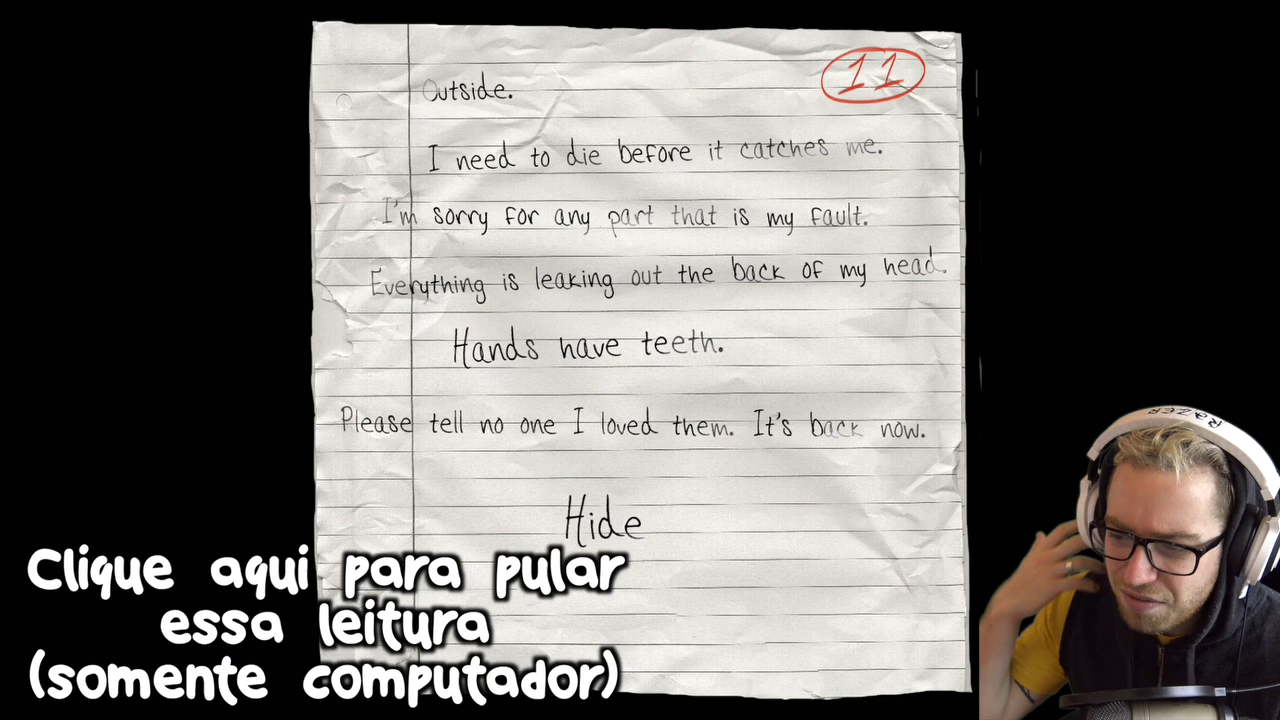 11
Outside.
I need to die before it catches me.
I'm sorry for any part that is my fault.
Everything is leaking out the back of my head.
Hands have teeth.
Please tell no one I loved them. It's back now.
Hide
Clique aqui para pular
essa leitura
(somente computador)
RAZER